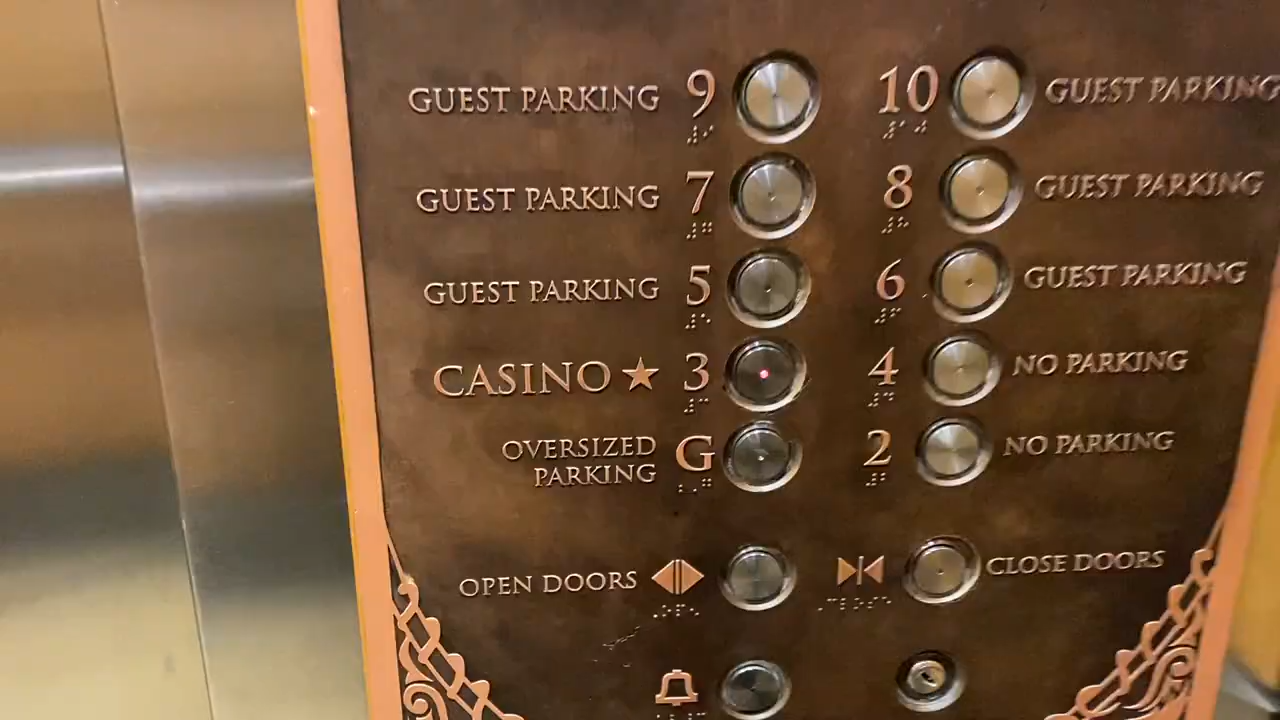 GUEST PARKING 9 10 GUEST PARKING
GUEST PARKING 7 8 GUEST PARKING
GUEST PARKING 5 6 GUEST PARKING
CASINO ★ 3 4 NO PARKING
OVERSIZED
PARKING G 2 NO PARKING
OPEN DOORS CLOSE DOORS